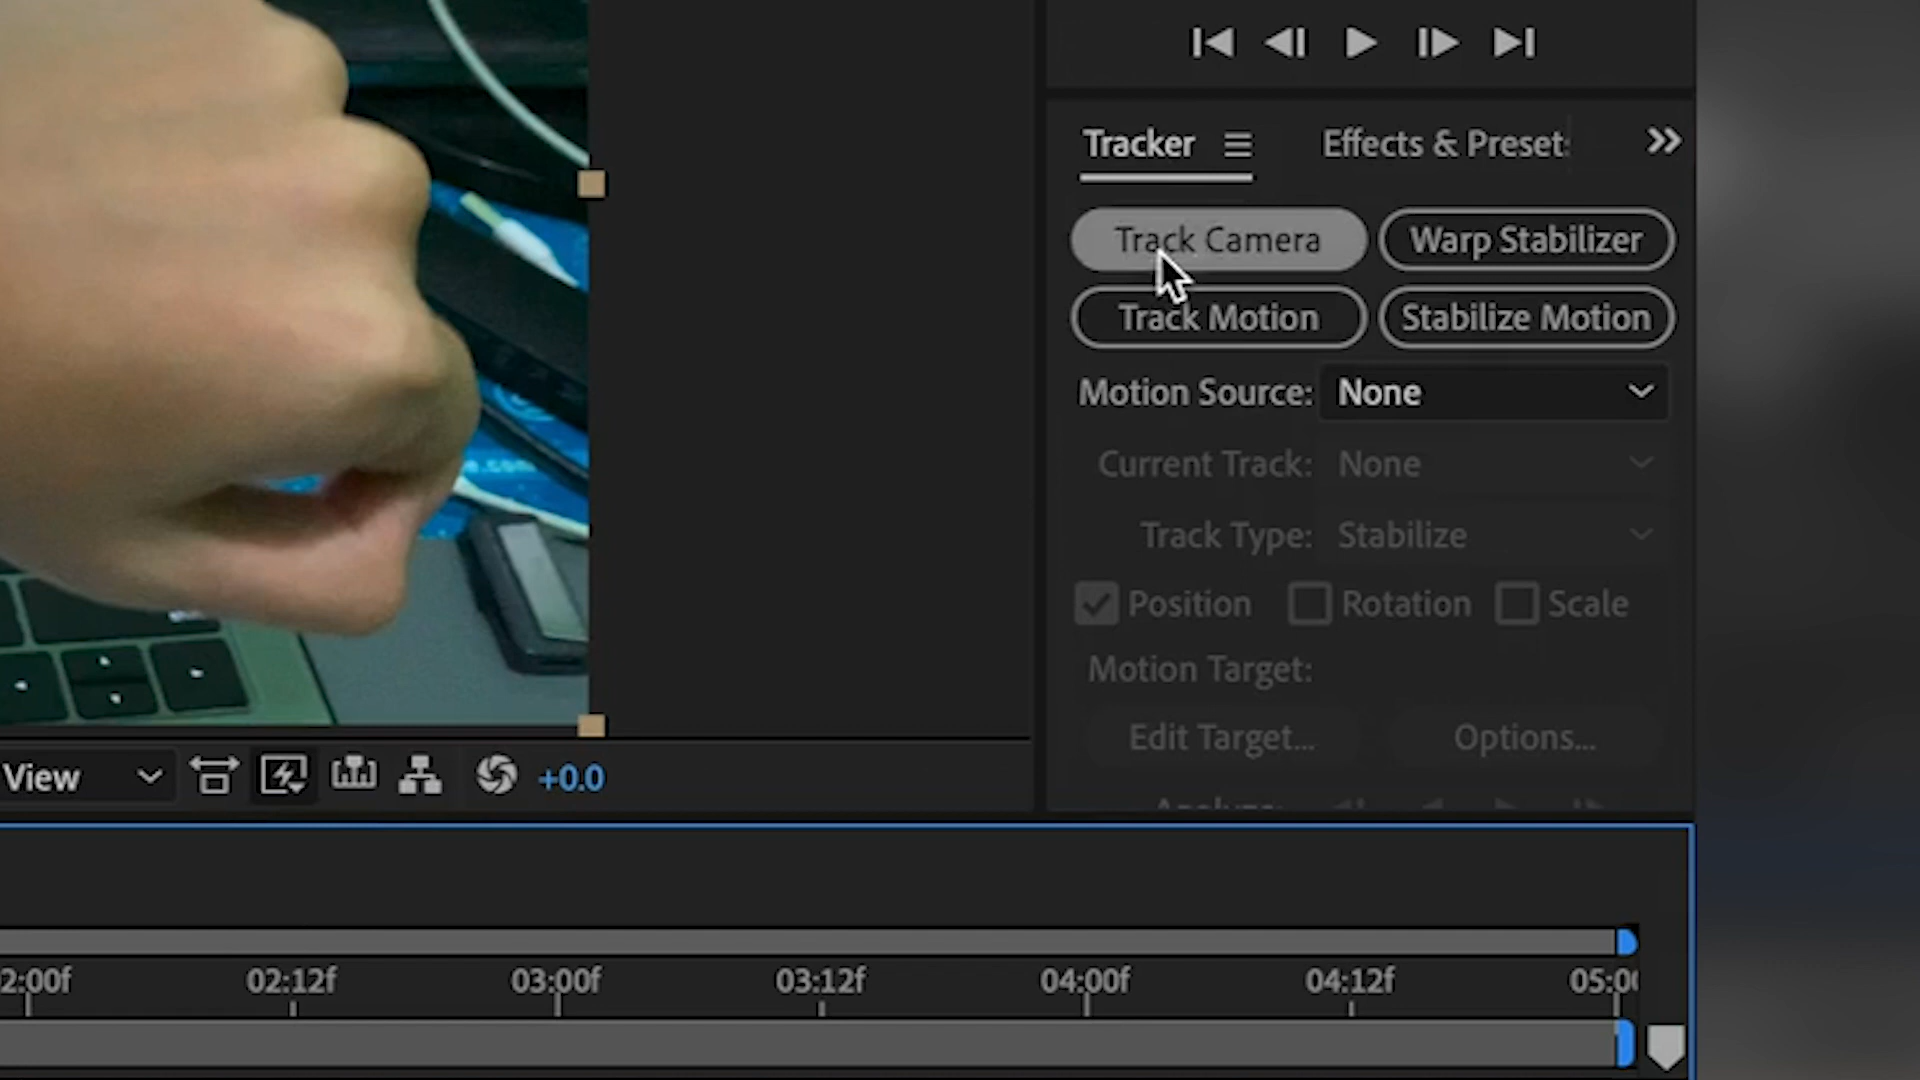 Tracker
Effects & Preset
Track Camera
Warp Stabilizer
Track Motion
Stabilize Motion
Motion Source: None
Current Track: None
Track Type: Stabilize
Position Rotation Scale
Motion Target:
Edit Target... Options...
View
+0.0
2:00f 02:12f 03:00f 03:12f 04:00f 04:12f 05:00